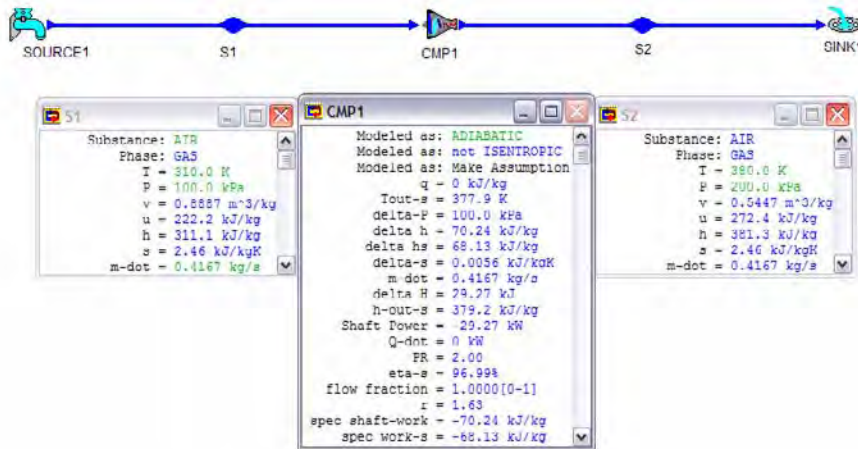 SOURCE1
S1
CMP1
S2
SINK1
S1
Substance: AIR
Phase: GAS
T = 310.0 K
P = 100.0 kPa
v = 0.8887 m^3/kg
u = 222.2 kJ/kg
h = 311.1 kJ/kg
s = 2.46 kJ/kgK
m-dot = 0.4167 kg/s
CMP1
Modeled as: ADIABATIC
Modeled as: not ISENTROPIC
Modeled as: Make Assumption
q = 0 kJ/kg
Tout-s = 377.9 K
delta-P = 100.0 kPa
delta h = 70.24 kJ/kg
delta hs = 68.13 kJ/kg
delta-s = 0.0056 kJ/kgK
m-dot = 0.4167 kg/s
delta H = 29.27 kJ
h-out-s = 379.2 kJ/kg
Shaft Power = -29.27 kW
Q-dot = 0 kW
PR = 2.00
eta-s = 96.99%
flow fraction = 1.0000[0-1]
r = 1.63
spec shaft-work = -70.24 kJ/kg
spec work-s = -68.13 kJ/kg
S2
Substance: AIR
Phase: GAS
T = 380.0 K
P = 200.0 kPa
v = 0.5447 m^3/kg
u = 272.4 kJ/kg
h = 381.3 kJ/kg
s = 2.46 kJ/kgK
m-dot = 0.4167 kg/s